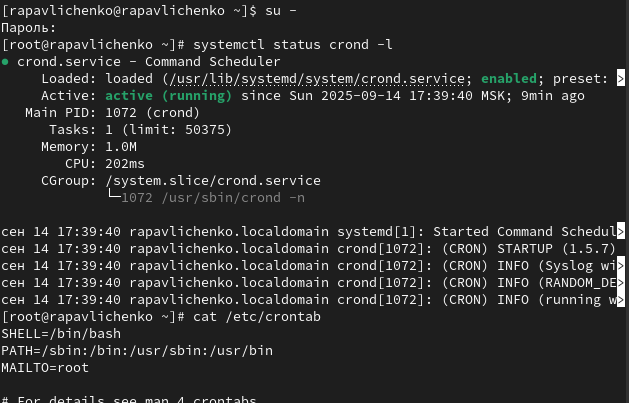 [rapavlichenko@rapavlichenko ~]$ su -
Пароль:
[root@rapavlichenko ~]# systemctl status crond -l
● crond.service - Command Scheduler
Loaded: loaded (/usr/lib/systemd/system/crond.service; enabled; preset: >
Active: active (running) since Sun 2025-09-14 17:39:40 MSK; 9min ago
Main PID: 1072 (crond)
Tasks: 1 (limit: 50375)
Memory: 1.0M
CPU: 202ms
CGroup: /system.slice/crond.service
└─1072 /usr/sbin/crond -n
сен 14 17:39:40 rapavlichenko.localdomain systemd[1]: Started Command Schedul>
сен 14 17:39:40 rapavlichenko.localdomain crond[1072]: (CRON) STARTUP (1.5.7)
сен 14 17:39:40 rapavlichenko.localdomain crond[1072]: (CRON) INFO (Syslog wi>
сен 14 17:39:40 rapavlichenko.localdomain crond[1072]: (CRON) INFO (RANDOM_DE>
сен 14 17:39:40 rapavlichenko.localdomain crond[1072]: (CRON) INFO (running w>
[root@rapavlichenko ~]# cat /etc/crontab
SHELL=/bin/bash
PATH=/sbin:/bin:/usr/sbin:/usr/bin
MAILTO=root
# For details see man 4 crontabs